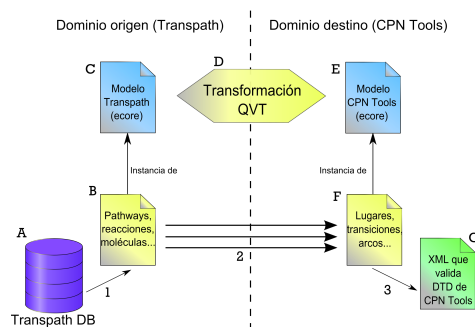 Dominio origen (Transpath)
Dominio destino (CPN Tools)
C
D
E
Modelo
Transpath
(ecore)
Transformación
QVT
Modelo
CPN Tools
(ecore)
Instancia de
Instancia de
B
F
Pathways,
reacciones,
moléculas...
Lugares,
transiciones,
arcos...
A
1
2
3
XML que
valida
DTD de
CPN Tools
Transpath DB